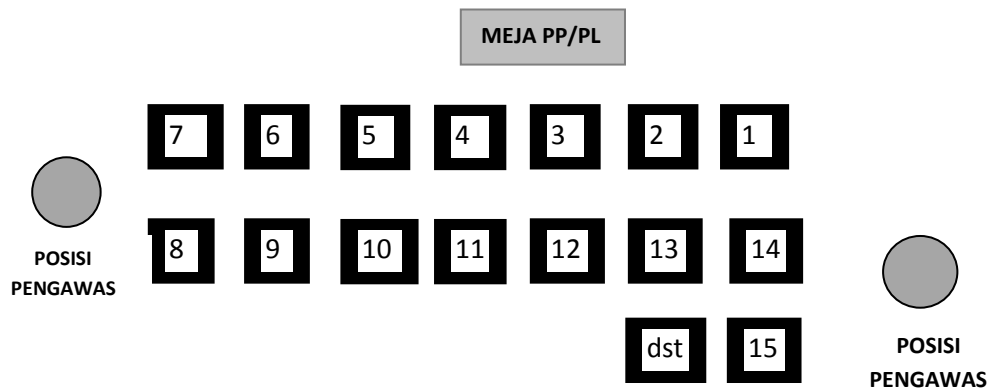 MEJA PP/PL
7 6 5 4 3 2 1
8 9 10 11 12 13 14
POSISI
PENGAWAS
dst 15
POSISI
PENGAWAS